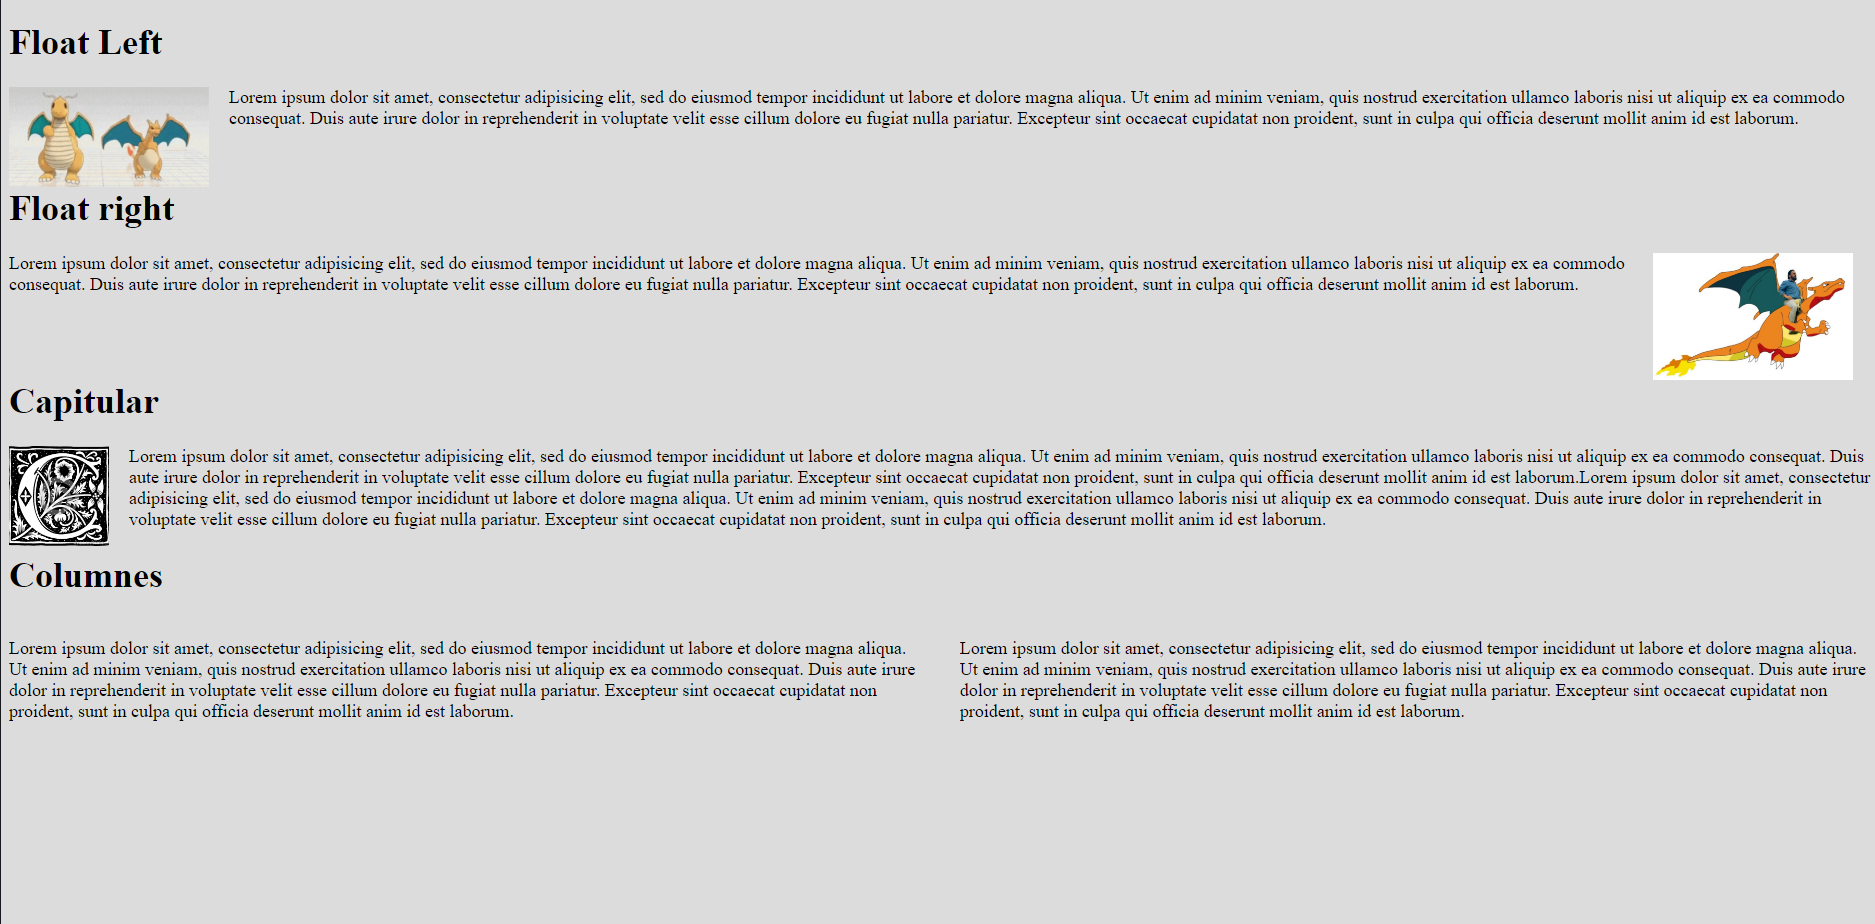 Float Left
Lorem ipsum dolor sit amet, consectetur adipisicing elit, sed do eiusmod tempor incididunt ut labore et dolore magna aliqua. Ut enim ad minim veniam, quis nostrud exercitation ullamco laboris nisi ut aliquip ex ea commodo
consequat. Duis aute irure dolor in reprehenderit in voluptate velit esse cillum dolore eu fugiat nulla pariatur. Excepteur sint occaecat cupidatat non proident, sunt in culpa qui officia deserunt mollit anim id est laborum.
Float right
Lorem ipsum dolor sit amet, consectetur adipisicing elit, sed do eiusmod tempor incididunt ut labore et dolore magna aliqua. Ut enim ad minim veniam, quis nostrud exercitation ullamco laboris nisi ut aliquip ex ea commodo
consequat. Duis aute irure dolor in reprehenderit in voluptate velit esse cillum dolore eu fugiat nulla pariatur. Excepteur sint occaecat cupidatat non proident, sunt in culpa qui officia deserunt mollit anim id est laborum.
Capitular
C
Lorem ipsum dolor sit amet, consectetur adipisicing elit, sed do eiusmod tempor incididunt ut labore et dolore magna aliqua. Ut enim ad minim veniam, quis nostrud exercitation ullamco laboris nisi ut aliquip ex ea commodo consequat. Duis
aute irure dolor in reprehenderit in voluptate velit esse cillum dolore eu fugiat nulla pariatur. Excepteur sint occaecat cupidatat non proident, sunt in culpa qui officia deserunt mollit anim id est laborum.Lorem ipsum dolor sit amet, consectetur
adipisicing elit, sed do eiusmod tempor incididunt ut labore et dolore magna aliqua. Ut enim ad minim veniam, quis nostrud exercitation ullamco laboris nisi ut aliquip ex ea commodo consequat. Duis aute irure dolor in reprehenderit in
voluptate velit esse cillum dolore eu fugiat nulla pariatur. Excepteur sint occaecat cupidatat non proident, sunt in culpa qui officia deserunt mollit anim id est laborum.
Columnes
Lorem ipsum dolor sit amet, consectetur adipisicing elit, sed do eiusmod tempor incididunt ut labore et dolore magna aliqua.
Ut enim ad minim veniam, quis nostrud exercitation ullamco laboris nisi ut aliquip ex ea commodo consequat. Duis aute irure
dolor in reprehenderit in voluptate velit esse cillum dolore eu fugiat nulla pariatur. Excepteur sint occaecat cupidatat non
proident, sunt in culpa qui officia deserunt mollit anim id est laborum.
Lorem ipsum dolor sit amet, consectetur adipisicing elit, sed do eiusmod tempor incididunt ut labore et dolore magna aliqua.
Ut enim ad minim veniam, quis nostrud exercitation ullamco laboris nisi ut aliquip ex ea commodo consequat. Duis aute irure
dolor in reprehenderit in voluptate velit esse cillum dolore eu fugiat nulla pariatur. Excepteur sint occaecat cupidatat non
proident, sunt in culpa qui officia deserunt mollit anim id est laborum.